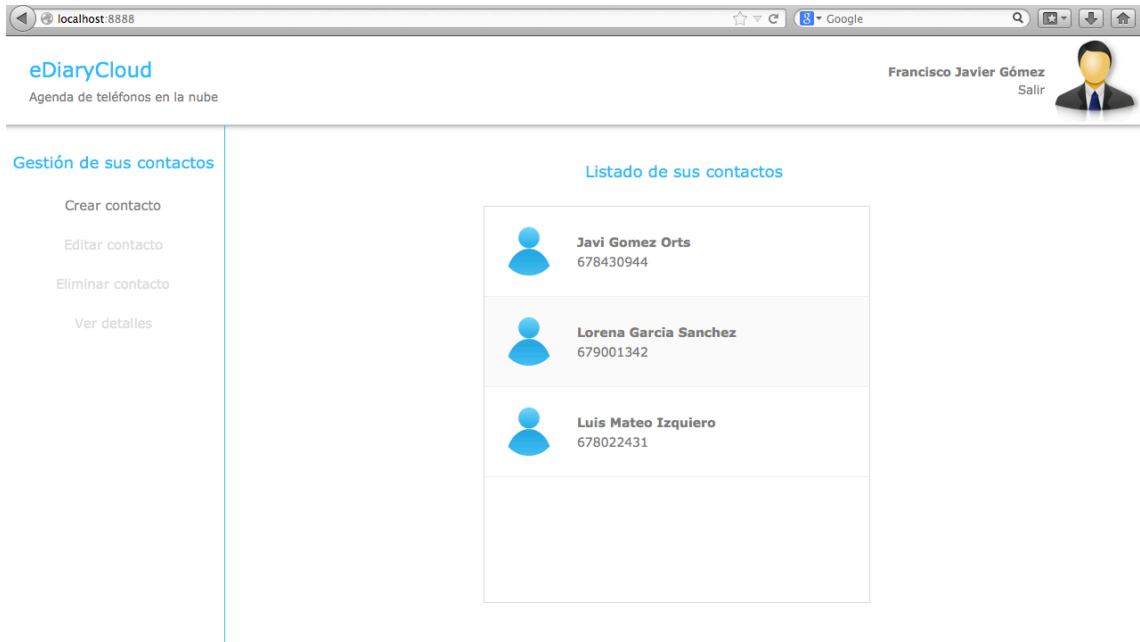 localhost:8888
Google
eDiaryCloud
Agenda de teléfonos en la nube
Francisco Javier Gómez
Salir
Gestión de sus contactos
Crear contacto
Editar contacto
Eliminar contacto
Ver detalles
Listado de sus contactos
Javi Gomez Orts
678430944
Lorena Garcia Sanchez
679001342
Luis Mateo Izquiero
678022431